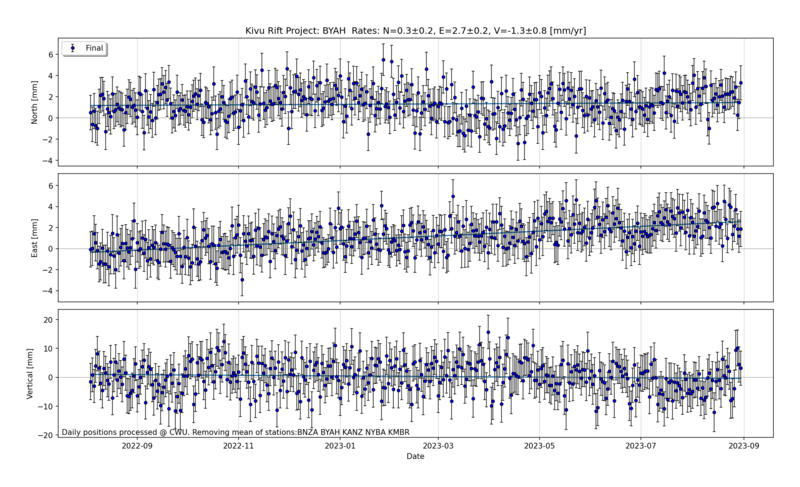 Kivu Rift Project: BYAH  Rates: N=0.3±0.2, E=2.7±0.2, V=-1.3±0.8 [mm/yr]
Final
6
4
2
0
−2
−4
North [mm]
6
4
2
0
−2
−4
East [mm]
20
10
0
−10
−20
Vertical [mm]
Daily positions processed @ CWU. Removing mean of stations:BNZA BYAH KANZ NYBA KMBR
2022-09 2022-11 2023-01 2023-03 2023-05 2023-07 2023-09
Date